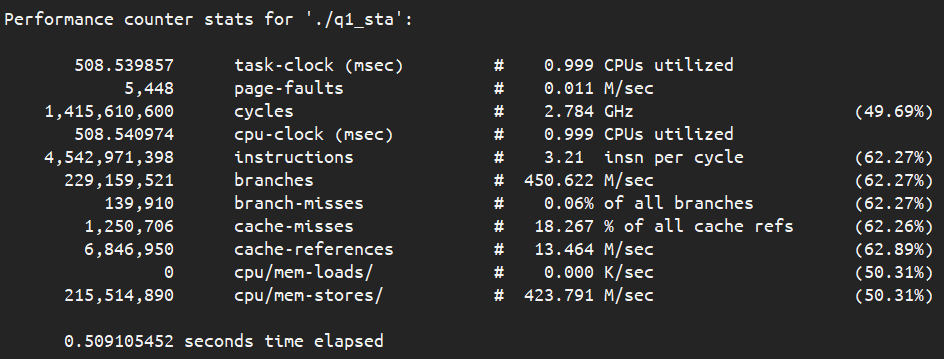 Performance counter stats for './q1_sta':
508.539857 task-clock (msec) # 0.999 CPUs utilized
5,448 page-faults # 0.011 M/sec
1,415,610,600 cycles # 2.784 GHz (49.69%)
508.540974 cpu-clock (msec) # 0.999 CPUs utilized
4,542,971,398 instructions # 3.21 insn per cycle (62.27%)
229,159,521 branches # 450.622 M/sec (62.27%)
139,910 branch-misses # 0.06% of all branches (62.27%)
1,250,706 cache-misses # 18.267 % of all cache refs (62.26%)
6,846,950 cache-references # 13.464 M/sec (62.89%)
0 cpu/mem-loads/ # 0.000 K/sec (50.31%)
215,514,890 cpu/mem-stores/ # 423.791 M/sec (50.31%)
0.509105452 seconds time elapsed